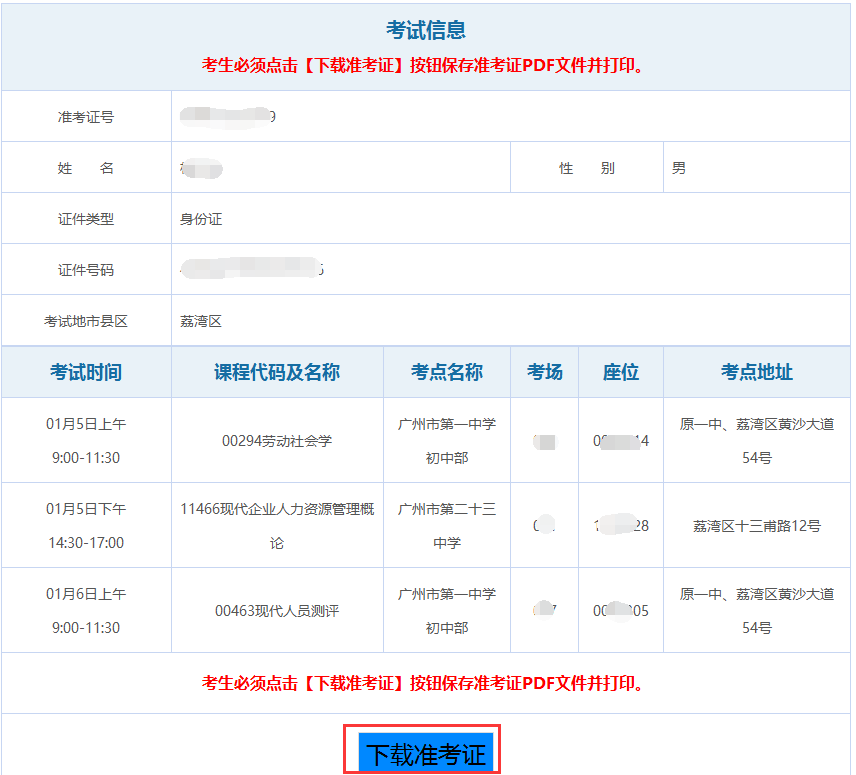 考试信息
考生必须点击【下载准考证】按钮保存准考证PDF文件并打印。
准考证号 9
姓 名
性 别 男
证件类型 身份证
证件号码
考试地市县区 荔湾区
考试时间 课程代码及名称 考点名称 考场 座位 考点地址
01月5日上午
9:00-11:30
00294劳动社会学
广州市第一中学
初中部
原一中、荔湾区黄沙大道
54号
01月5日下午
14:30-17:00
11466现代企业人力资源管理概
论
广州市第二十三
中学
荔湾区十三甫路12号
01月6日上午
9:00-11:30
00463现代人员测评
广州市第一中学
初中部
原一中、荔湾区黄沙大道
54号
考生必须点击【下载准考证】按钮保存准考证PDF文件并打印。
下载准考证